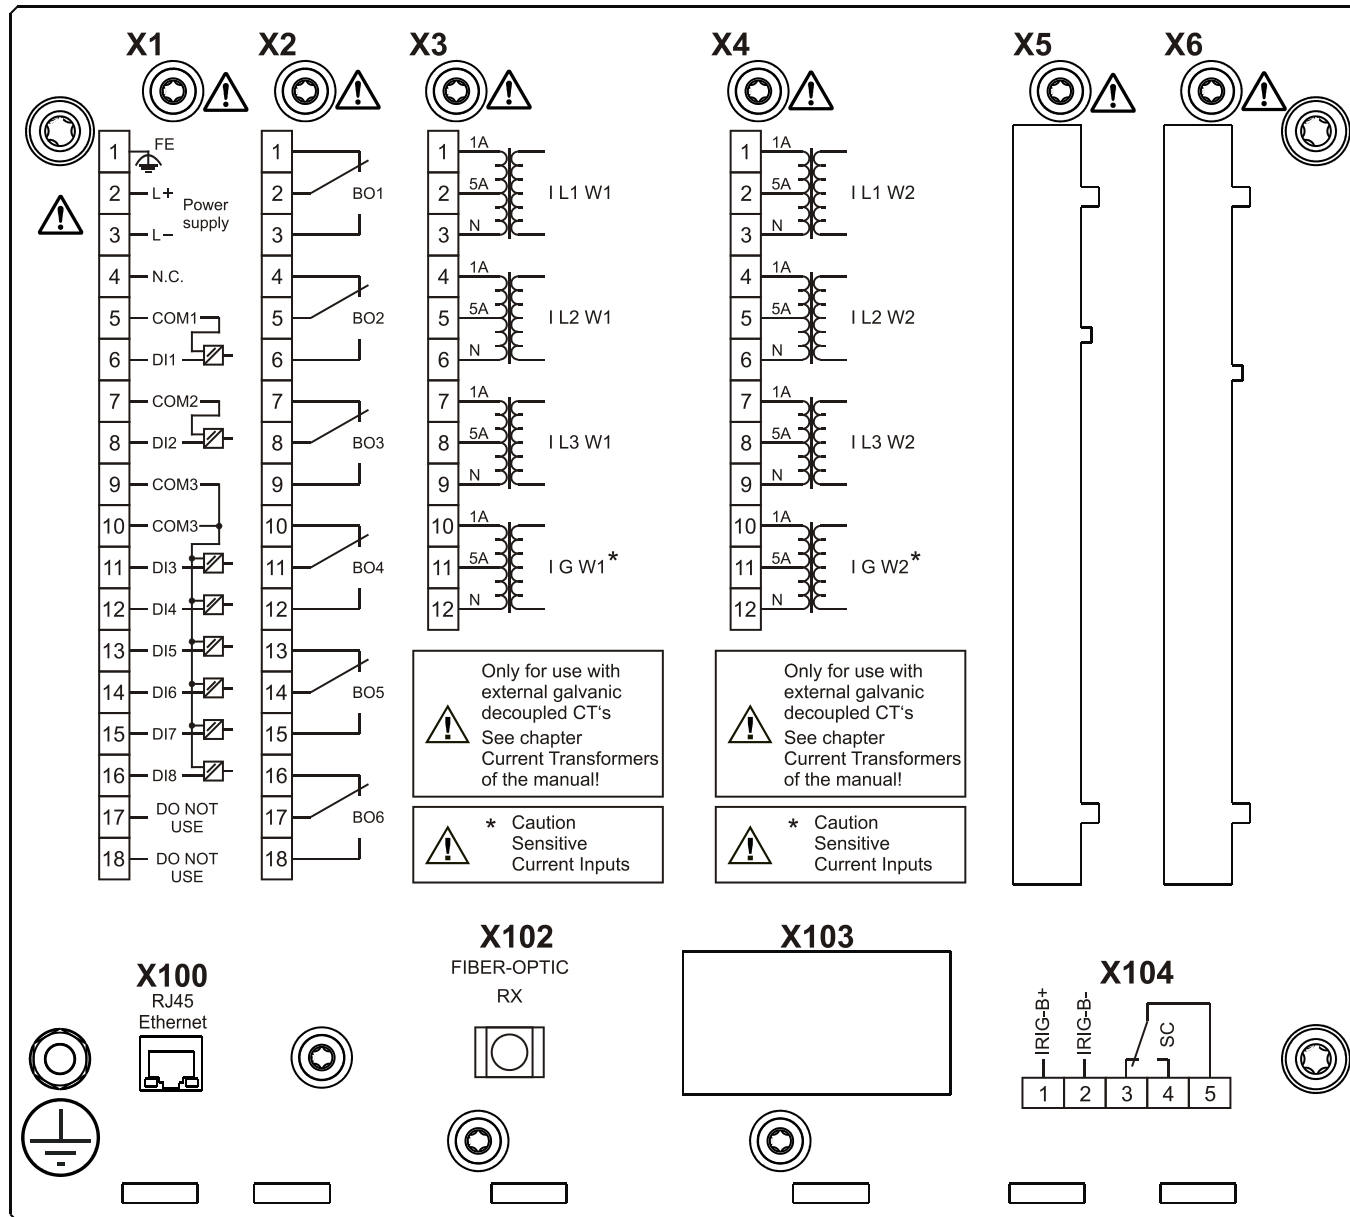 X1
X2
X3
X4
X5
X6
1 FE
2 L+
Power
supply
3 L−
4 N.C.
5 COM1
6 DI1
7 COM2
8 DI2
9 COM3
10 COM3
11 DI3
12 DI4
13 DI5
14 DI6
15 DI7
16 DI8
17 DO NOT
USE
18 DO NOT
USE
1
2 BO1
3
4
5 BO2
6
7
8 BO3
9
10
11 BO4
12
13
14 BO5
15
16
17 BO6
18
1 1A
2 5A I L1 W1
3 N
4 1A
5 5A I L2 W1
6 N
7 1A
8 5A I L3 W1
9 N
10 1A
11 5A I G W1*
12 N
Only for use with
external galvanic
decoupled CT‘s
See chapter
Current Transformers
of the manual!
* Caution
Sensitive
Current Inputs
1 1A
2 5A I L1 W2
3 N
4 1A
5 5A I L2 W2
6 N
7 1A
8 5A I L3 W2
9 N
10 1A
11 5A I G W2*
12 N
Only for use with
external galvanic
decoupled CT‘s
See chapter
Current Transformers
of the manual!
* Caution
Sensitive
Current Inputs
X100
RJ45
Ethernet
X102
FIBER-OPTIC
RX
X103
X104
IRIG-B+
IRIG-B-
SC
1 2 3 4 5